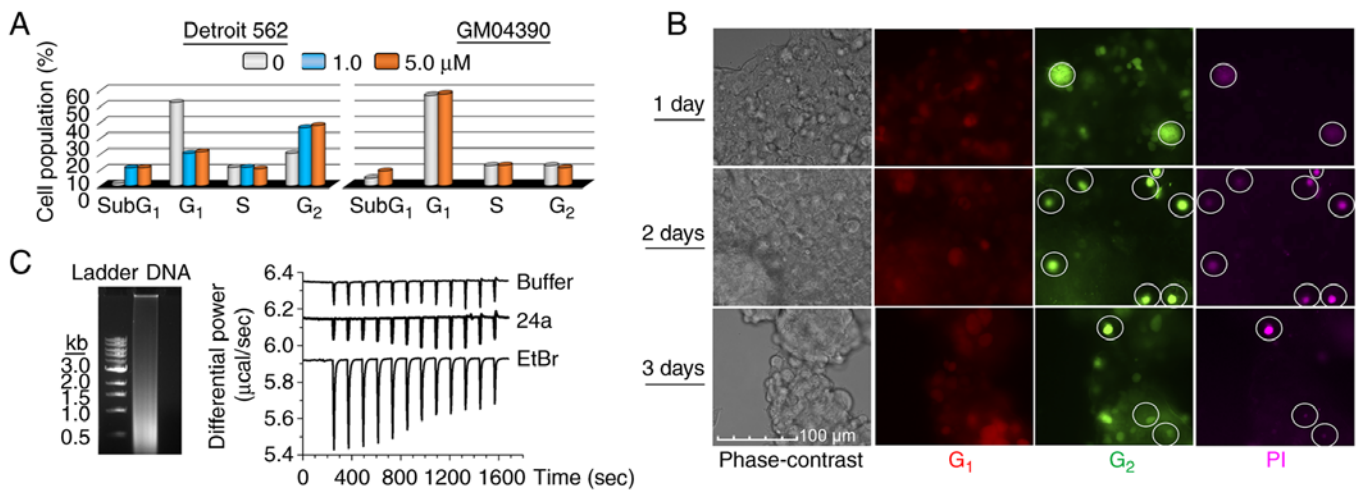 A
Detroit 562
GM04390
0
1.0
5.0 μM
Cell population (%)
60
50
40
30
20
10
0
SubG1
G1
S
G2
SubG1
G1
S
G2
B
1 day
2 days
3 days
100 μm
Phase-contrast
G1
G2
PI
C
Ladder DNA
kb
3.0
2.0
1.5
1.0
0.5
Differential power
(μcal/sec)
6.4
6.2
6.0
5.8
5.6
5.4
Buffer
24a
EtBr
0
400
800
1200
1600
Time (sec)